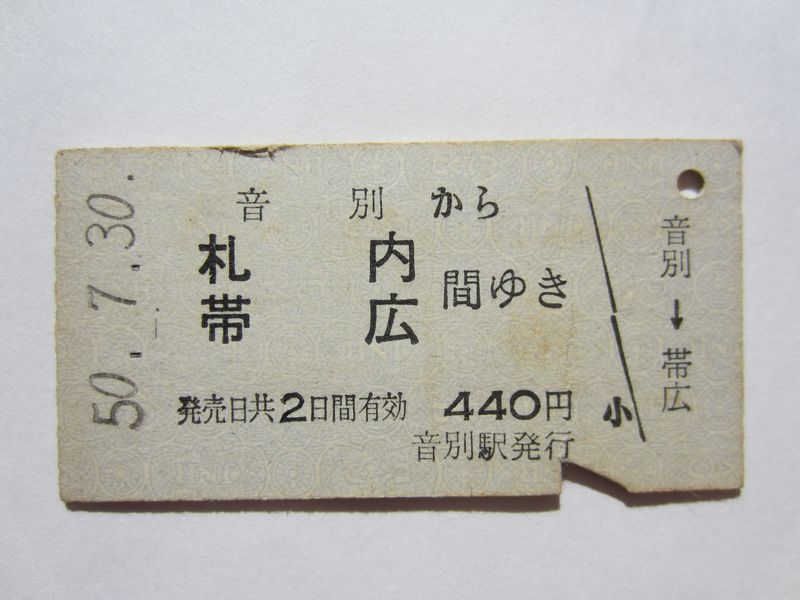 50.-7.30.
音別から
札内
帯広
間ゆき
発売日共2日間有効 440円
音別駅発行
小
音別→帯広